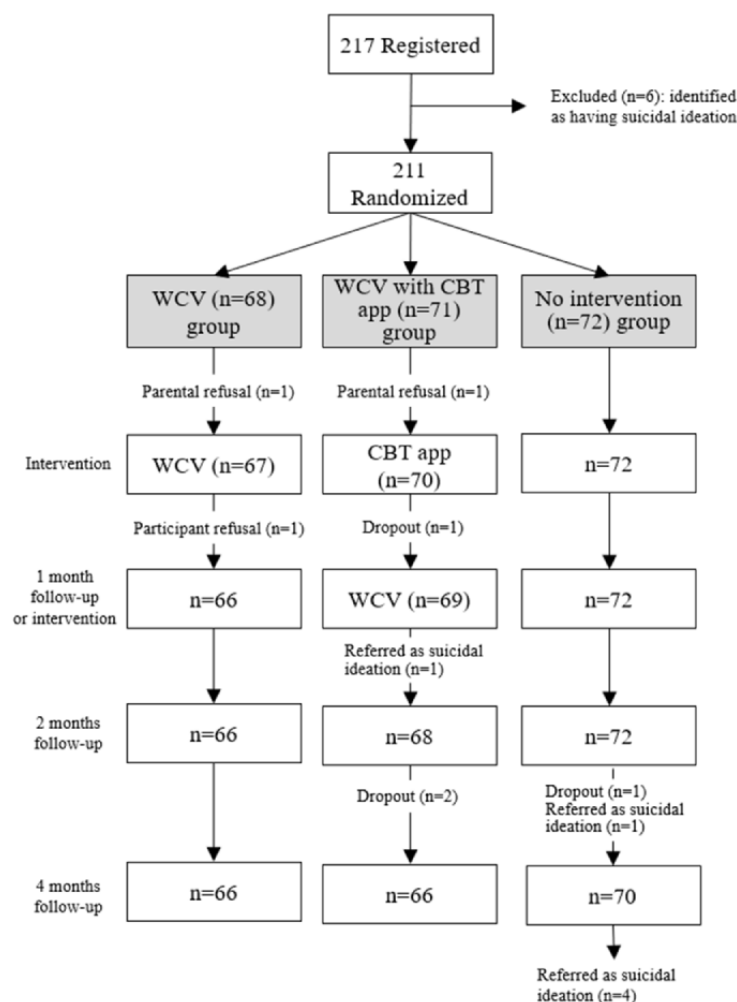 217 Registered
Excluded (n=6): identified
as having suicidal ideation
211
Randomized
WCV (n=68)
group
WCV with CBT
app (n=71)
group
No intervention
(n=72) group
Parental refusal (n=1)
Parental refusal (n=1)
Intervention
WCV (n=67)
CBT app
(n=70)
n=72
Participant refusal (n=1)
Dropout (n=1)
1 month
follow-up
or intervention
n=66
WCV (n=69)
n=72
Referred as suicidal
ideation (n=1)
2 months
follow-up
n=66
n=68
n=72
Dropout (n=2)
Dropout (n=1)
Referred as suicidal
ideation (n=1)
4 months
follow-up
n=66
n=66
n=70
Referred as suicidal
ideation (n=4)